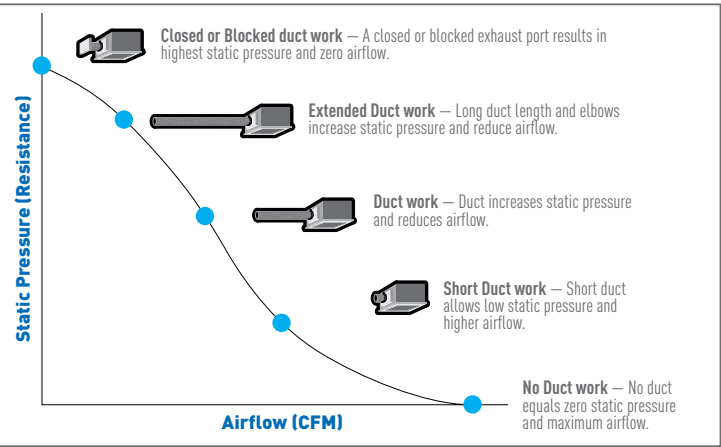 Closed or Blocked duct work — A closed or blocked exhaust port results in
highest static pressure and zero airflow.
Extended Duct work — Long duct length and elbows
increase static pressure and reduce airflow.
Duct work — Duct increases static pressure
and reduces airflow.
Short Duct work — Short duct
allows low static pressure and
higher airflow.
No Duct work — No duct
equals zero static pressure
and maximum airflow.
Static Pressure (Resistance)
Airflow (CFM)